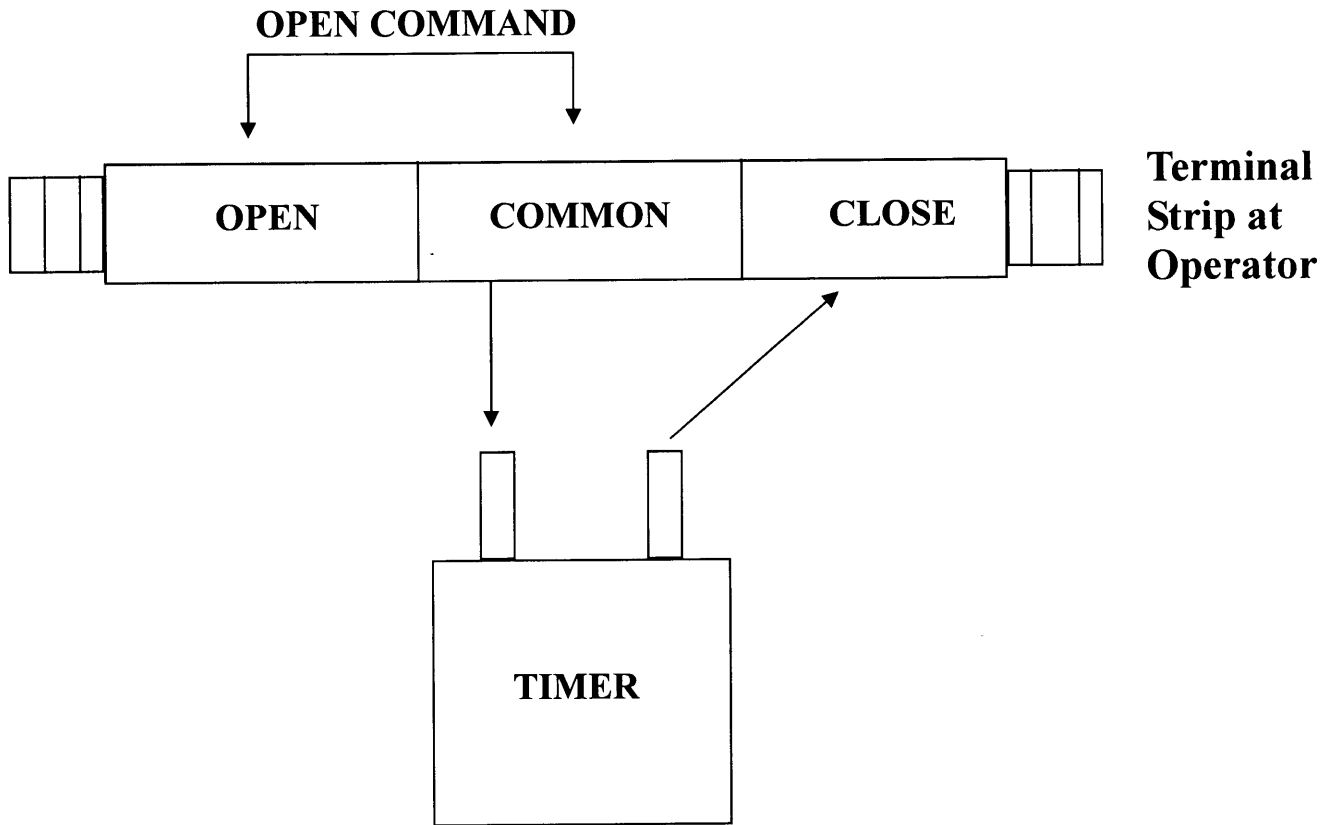 OPEN COMMAND
OPEN
COMMON
CLOSE
Terminal
Strip at
Operator
TIMER